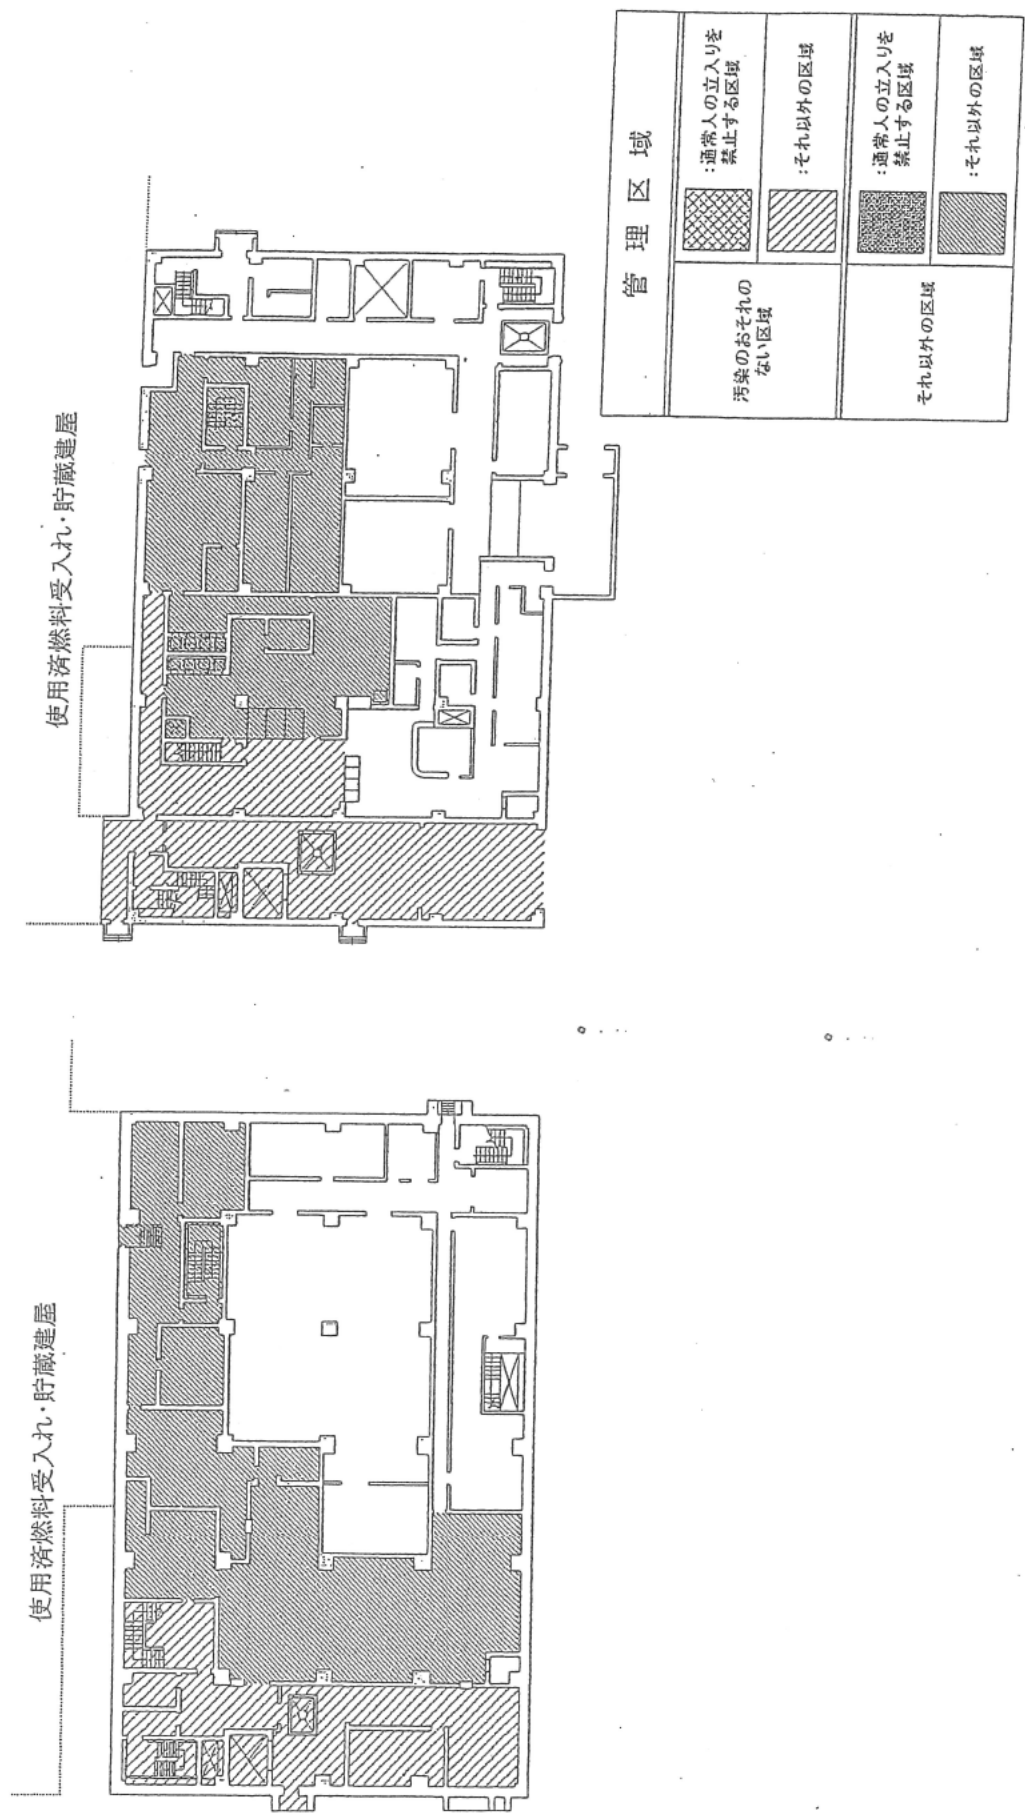 使用済燃料受入れ・貯蔵建屋
使用済燃料受入れ・貯蔵建屋
管理区域
汚染のおそれの
ない区域
:通常人の立入りを
禁止する区域
:それ以外の区域
それ以外の区域
:通常人の立入りを
禁止する区域
:それ以外の区域